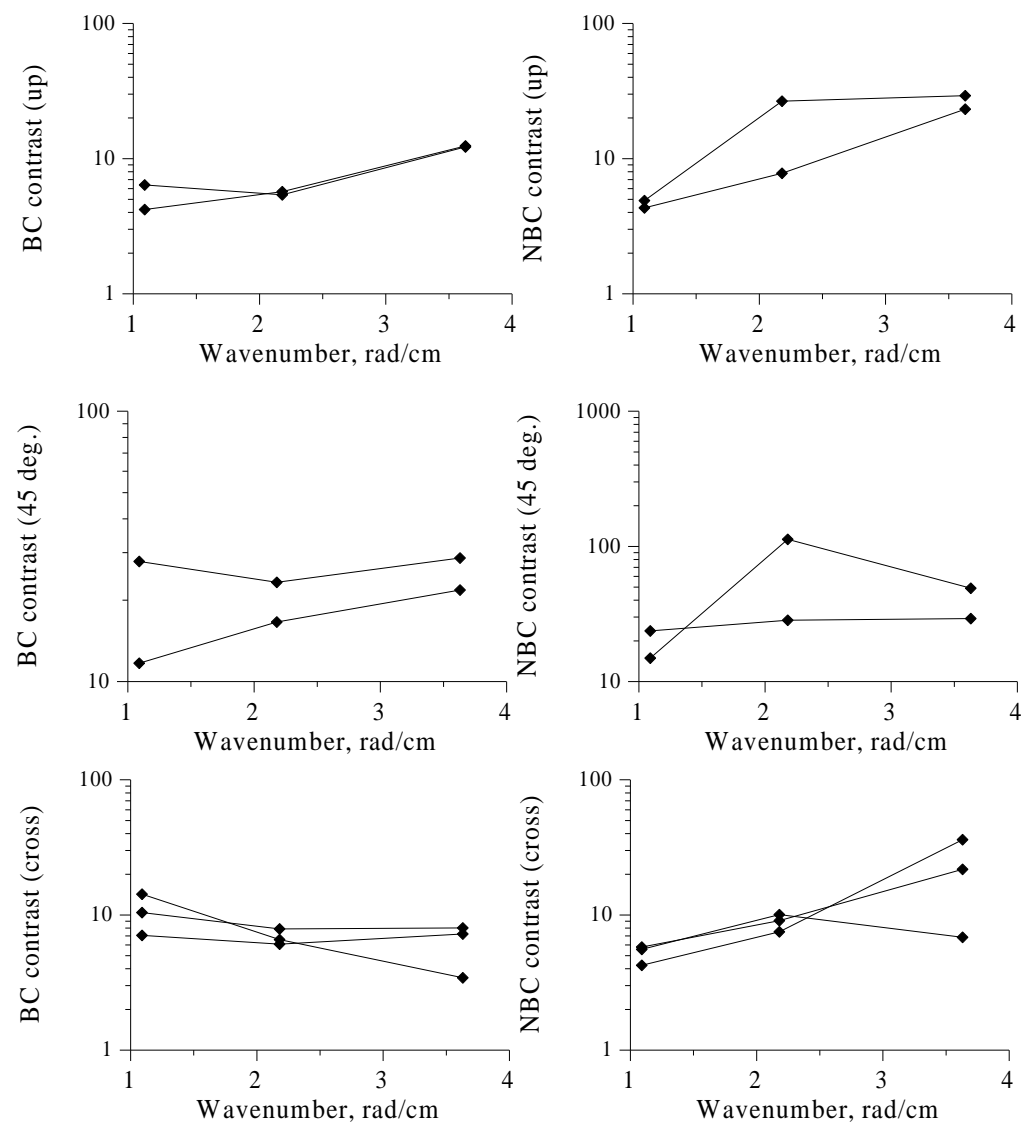 100
10
1
BC contrast (up)
1 2 3 4
Wavenumber, rad/cm
100
10
1
NBC contrast (up)
1 2 3 4
Wavenumber, rad/cm
100
10
BC contrast (45 deg.)
1 2 3 4
Wavenumber, rad/cm
1000
100
10
NBC contrast (45 deg.)
1 2 3 4
Wavenumber, rad/cm
100
10
1
BC contrast (cross)
1 2 3 4
Wavenumber, rad/cm
100
10
1
NBC contrast (cross)
1 2 3 4
Wavenumber, rad/cm